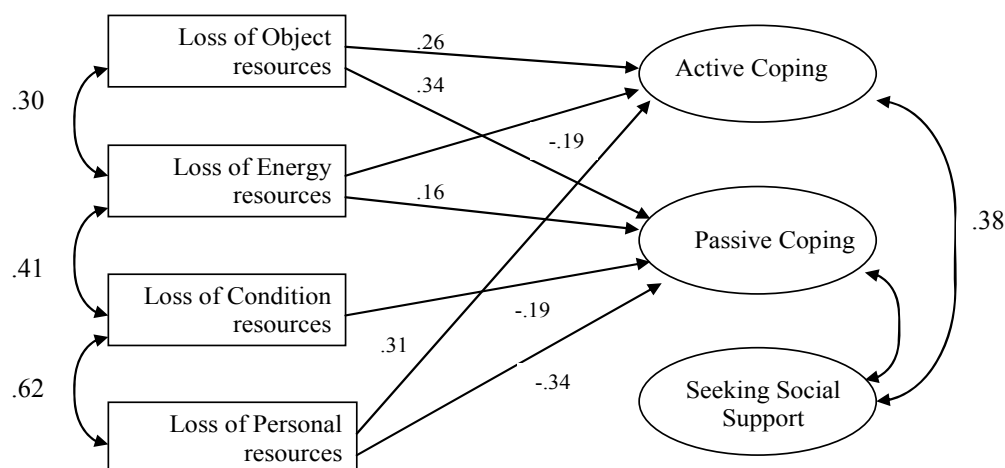 Loss of Object
resources
.26
Active Coping
.34
.30
-.19
Loss of Energy
resources
.16
.38
Passive Coping
.41
Loss of Condition
resources
-.19
.31
-.34
.62
Seeking Social
Support
Loss of Personal
resources